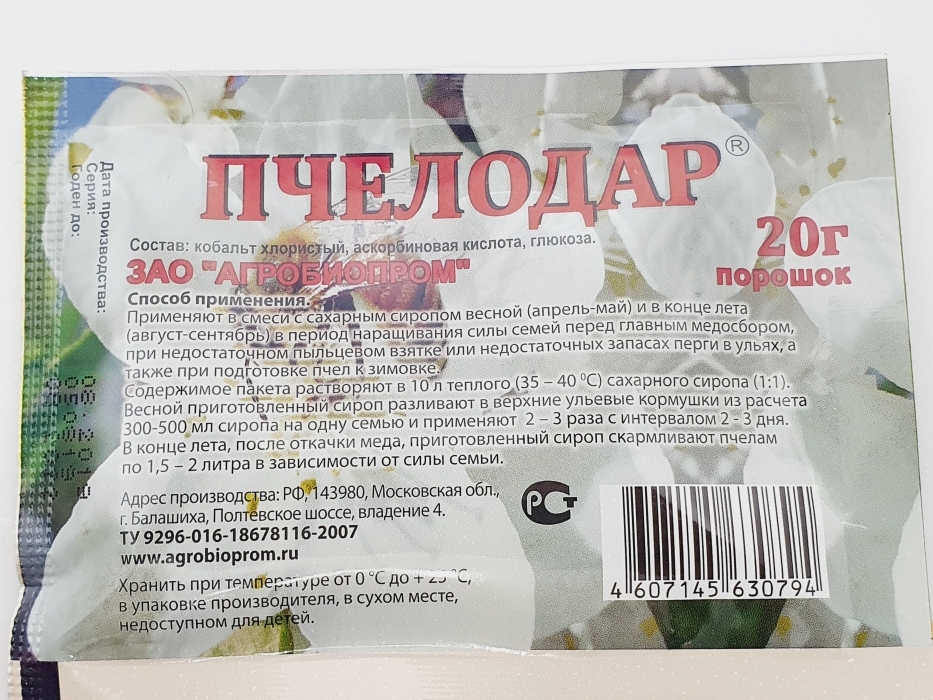 ПЧЕЛОДАР®
Дата производства:
Серия:
Годен до:
Состав: кобальт хлористый, аскорбиновая кислота, глюкоза.
20г
порошок
ЗАО "АГРОБИОПРОМ"
Способ применения.
Применяют в смеси с сахарным сиропом весной (апрель-май) и в конце лета
(август-сентябрь) в период наращивания силы семей перед главным медосбором,
при недостаточном пыльцевом взятке или недостаточных запасах перги в ульях, а
также при подготовке пчел к зимовке.
Содержимое пакета растворяют в 10 л теплого (35 – 40 ⁰С) сахарного сиропа (1:1).
Весной приготовленный сироп разливают в верхние ульевые кормушки из расчета
300-500 мл сиропа на одну семью и применяют 2 – 3 раза с интервалом 2 - 3 дня.
В конце лета, после откачки меда, приготовленный сироп скармливают пчелам
по 1,5 – 2 литра в зависимости от силы семьи.
Адрес производства: РФ, 143980, Московская обл.,
г. Балашиха, Полтевское шоссе, владение 4.
ТУ 9296-016-18678116-2007
www.agrobioprom.ru
Хранить при температуре от 0 ⁰С до + 25 ⁰С,
в упаковке производителя, в сухом месте,
недоступном для детей.
РСТ
4 607145 630794